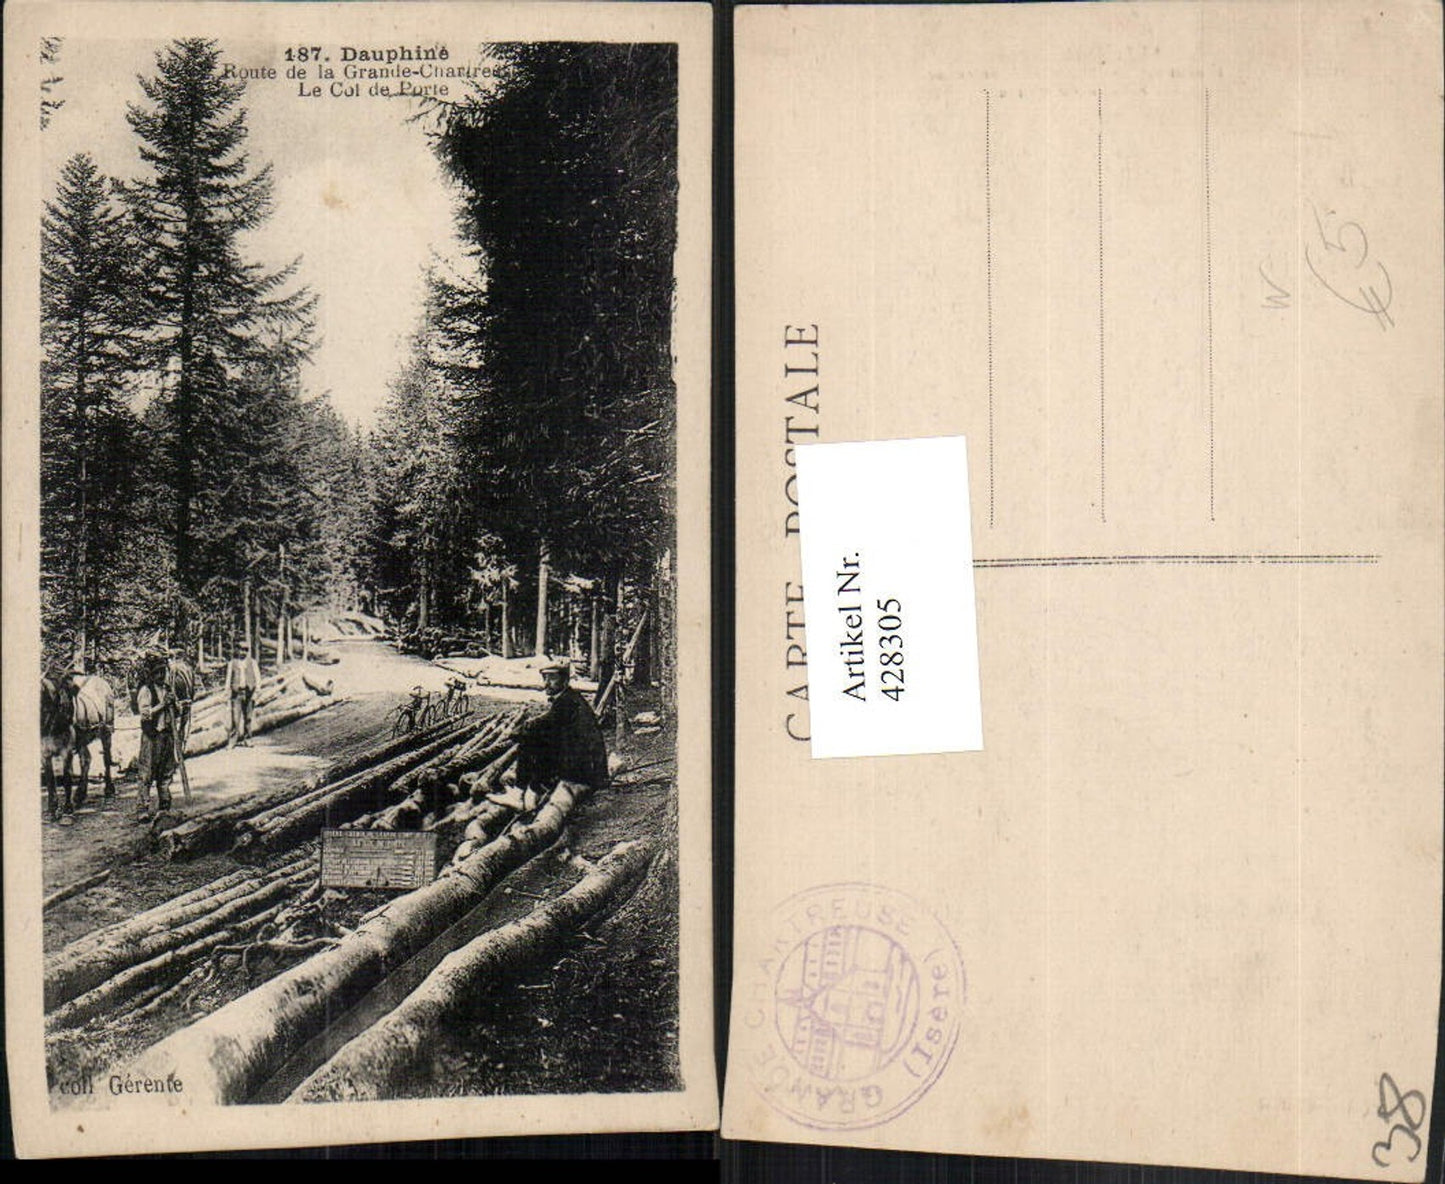 187. Dauphiné
Route de la Grande-Chartreuse
Le Col de Porte
coll Gérente
CARTE POSTALE
Artikel Nr.
428305
W
€ 5
GRANDE CHARTREUSE
(Isère)
38